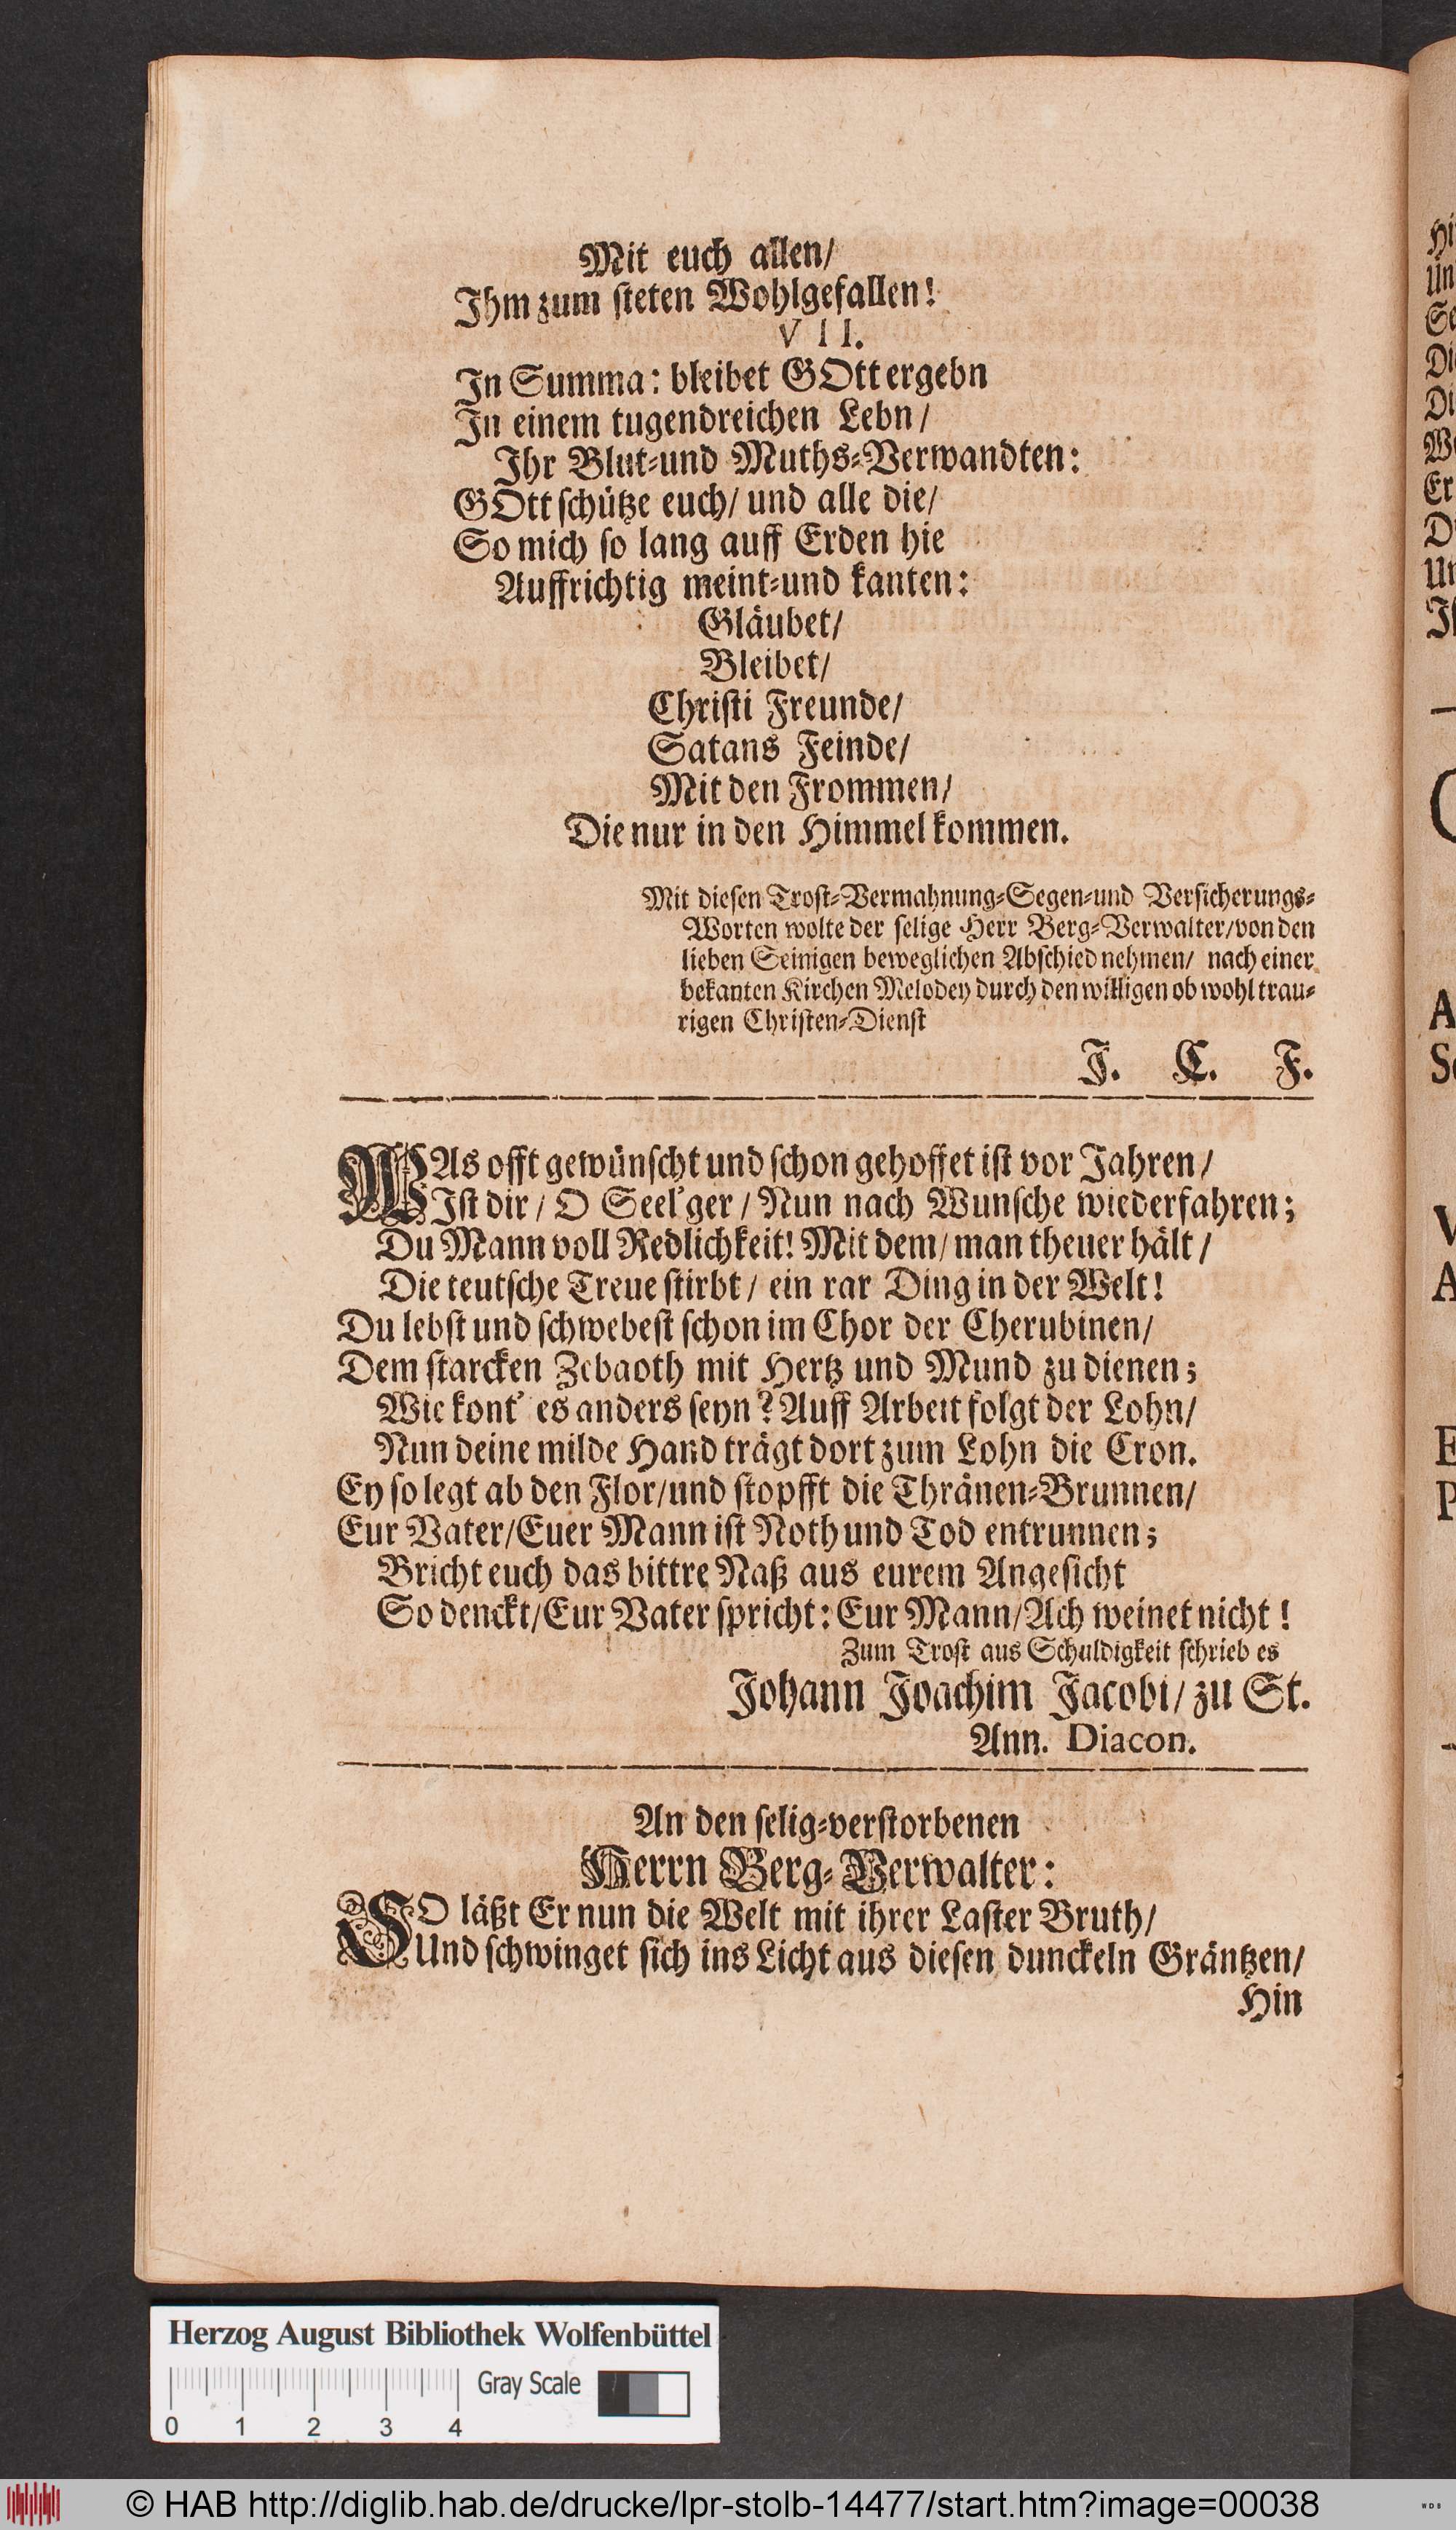 Mit euch allen/
Ihm zum steten Wohlgefallen!
VII.
In Summa: bleibet GOtt ergebn
In einem tugendreichen Lebn/
Ihr Blut-und Muths-Verwandten:
GOtt schütze euch/ und alle die/
So mich so lang auff Erden hie
Auffrichtig meint-und kanten:
Gläubet/
Bleibet/
Christi Freunde/
Satans Feinde/
Mit den Frommen/
Die nur in den Himmel kommen.
Mit diesen Trost-Vermahnung-Segen-und Versicherungs-
Worten wolte der selige Herr Berg-Verwalter/von den
lieben Seinigen beweglichen Abschied nehmen/ nach einer
bekanten Kirchen Melodey durch den willigen ob wohl trau-
rigen Christen-Dienst
J. C. F.
WAs offt gewünscht und schon gehoffet ist vor Jahren/
Ist dir/ O Seel'ger/ Nun nach Wunsche wiederfahren;
Du Mann voll Redlichkeit! Mit dem/ man theuer hält/
Die teutsche Treue stirbt/ ein rar Ding in der Welt!
Du lebst und schwebest schon im Chor der Cherubinen/
Dem starcken Zebaoth mit Hertz und Mund zu dienen;
Wie kont' es anders seyn? Auff Arbeit folgt der Lohn/
Nun deine milde Hand trägt dort zum Lohn die Cron.
Ey so legt ab den Flor/und stopfft die Thränen-Brunnen/
Eur Vater/Euer Mann ist Noth und Tod entrunnen;
Bricht euch das bittre Naß aus eurem Angesicht
So denckt/Eur Vater spricht: Eur Mann/Ach weinet nicht!
Zum Trost aus Schuldigkeit schrieb es
Johann Joachim Jacobi/ zu St.
Ann. Diacon.
An den selig-verstorbenen
Herrn Berg-Verwalter:
SO läßt Er nun die Welt mit ihrer Laster Bruth/
Und schwinget sich ins Licht aus diesen dunckeln Gräntzen/
Hin
Herzog August Bibliothek Wolfenbüttel
Gray Scale
0 1 2 3 4
© HAB http://diglib.hab.de/drucke/lpr-stolb-14477/start.htm?image=00038
WDB